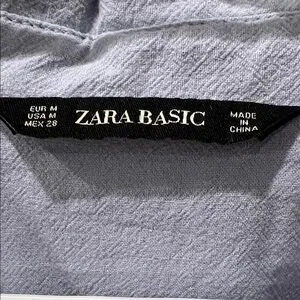 EUR M
USA M
MEX 28
ZARA BASIC
MADE
IN
CHINA